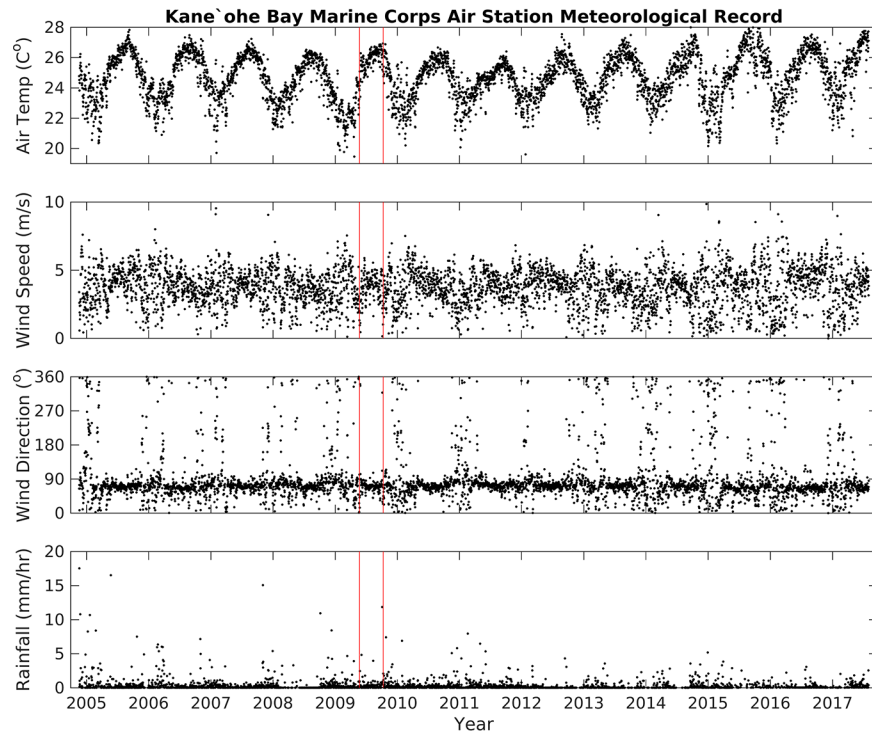 Kane`ohe Bay Marine Corps Air Station Meteorological Record
Air Temp (C°)
28
26
24
22
20
Wind Speed (m/s)
10
5
0
Wind Direction (°)
360
270
180
90
0
Rainfall (mm/hr)
20
15
10
5
0
2005 2006 2007 2008 2009 2010 2011 2012 2013 2014 2015 2016 2017
Year